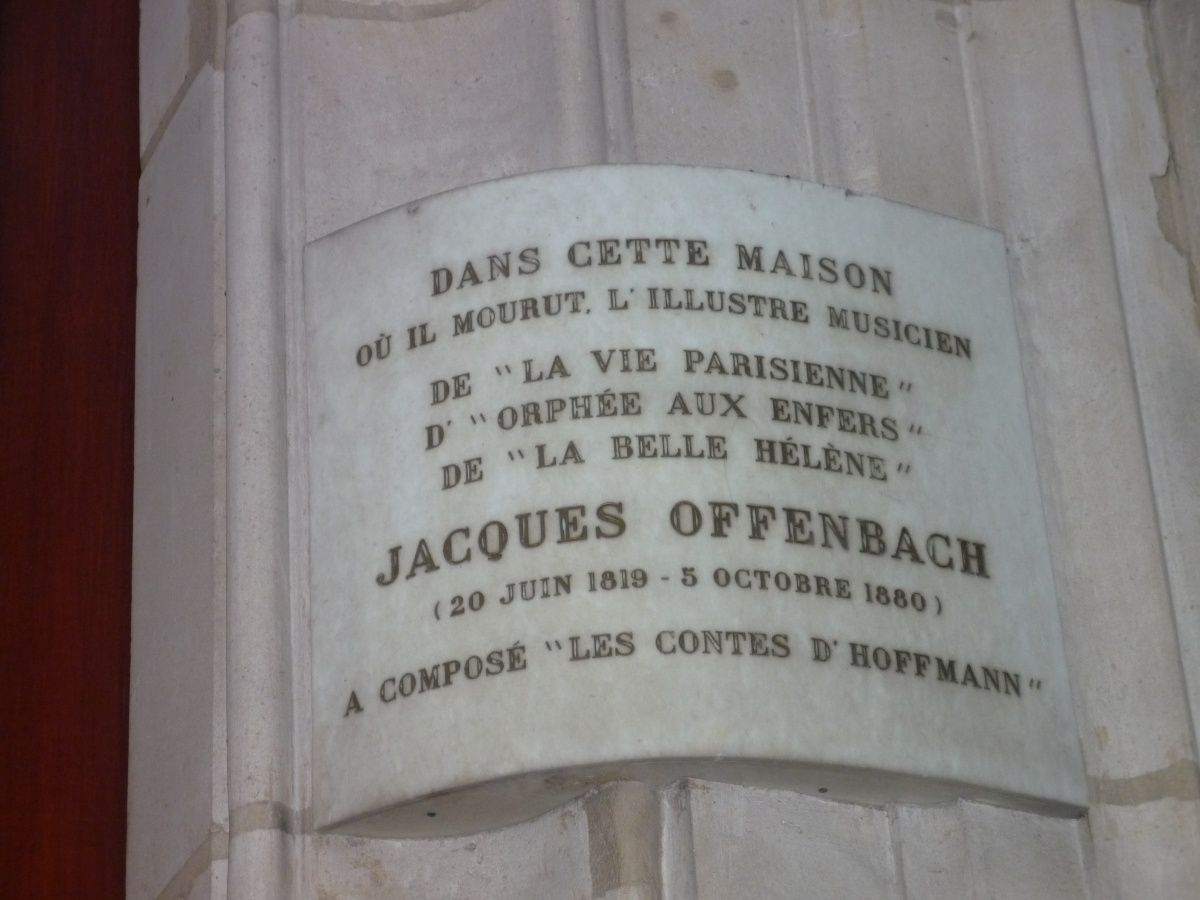 DANS CETTE MAISON
OÙ IL MOURUT, L'ILLUSTRE MUSICIEN
DE "LA VIE PARISIENNE"
D' "ORPHÉE AUX ENFERS"
DE "LA BELLE HÉLÈNE"
JACQUES OFFENBACH
(20 JUIN 1819 - 5 OCTOBRE 1880)
A COMPOSÉ "LES CONTES D'HOFFMANN"